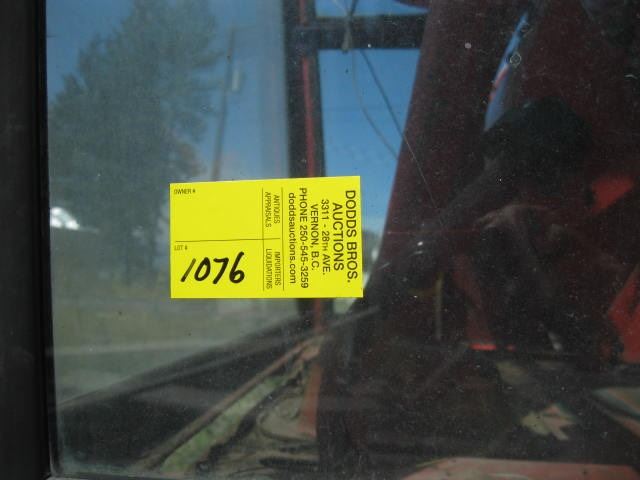 DODDS BROS.
AUCTIONS
3311 - 28TH AVE.
VERNON, B.C.
PHONE 250-545-3259
doddsauctions.com
ANTIQUES
APPRAISALS
IMPORTERS
LIQUIDATIONS
OWNER #
LOT #
1076